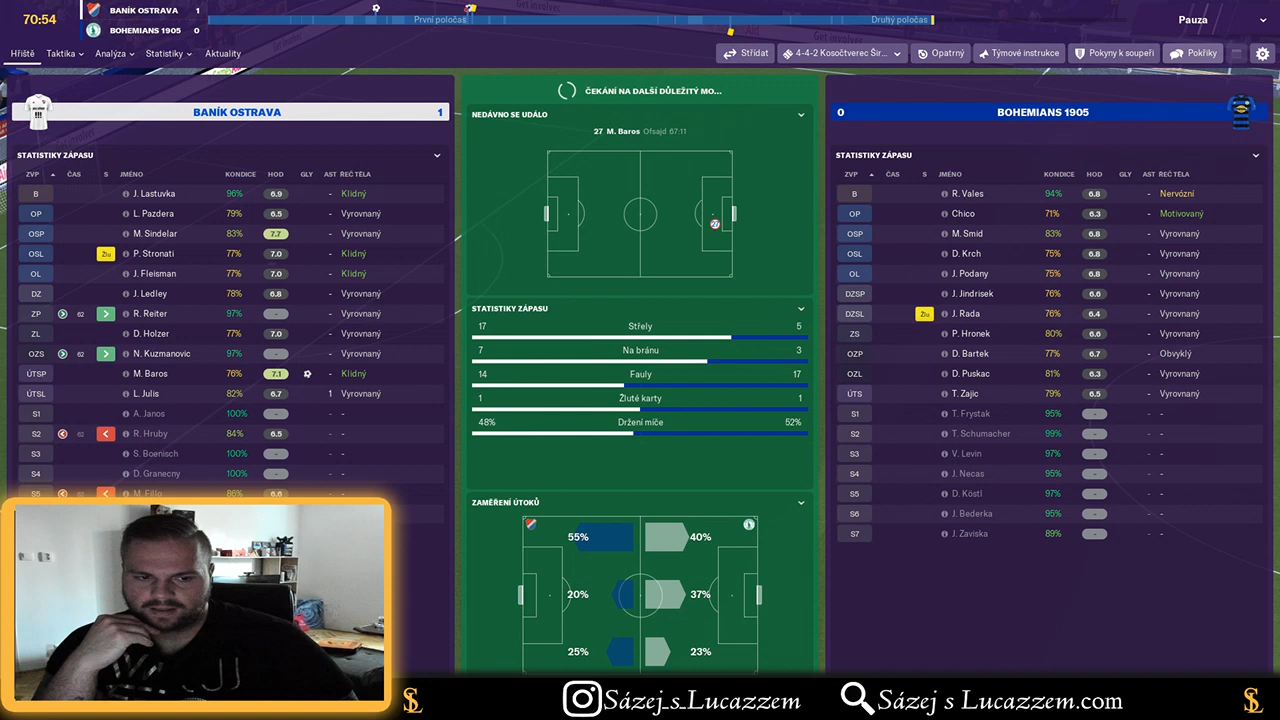 70:54
BANÍK OSTRAVA 1
BOHEMIANS 1905 0
První poločas
Druhý poločas
Pauza
Hřiště Taktika Analýza Statistiky Aktuality
Střídat 4-4-2 Kosočtverec Šir... Opatrný Týmové instrukce Pokyny k soupeři Pokřiky
BANÍK OSTRAVA 1
STATISTIKY ZÁPASU
ZVP ČAS S JMÉNO KONDICE HOD GLY AST ŘEČ TĚLA
B J. Lastuvka 96% 6.9 - Klidný
OP L. Pazdera 79% 6.5 - Vyrovnaný
OSP M. Sindelar 83% 7.7 - Vyrovnaný
OSL Žlu P. Stronati 77% 7.0 - Klidný
OL J. Fleisman 77% 7.0 - Klidný
DZ J. Ledley 78% 6.8 - Vyrovnaný
ZP 62 R. Reiter 97% - - Vyrovnaný
ZL D. Holzer 77% 7.0 - Vyrovnaný
OZS 62 N. Kuzmanovic 97% - - Vyrovnaný
ÚTSP M. Baros 76% 7.1 - Klidný
ÚTSL L. Julis 82% 6.7 1 Vyrovnaný
S1 A. Janos 100% - - -
S2 62 R. Hruby 84% 6.5 - -
S3 S. Boenisch 100% - - -
S4 D. Granecny 100% - - -
S5 M. Fillo 86% 6.8 - -
ČEKÁNÍ NA DALŠÍ DŮLEŽITÝ MO...
NEDÁVNO SE UDÁLO
27 M. Baros Ofsajd 67:11
27
STATISTIKY ZÁPASU
17 Střely 5
7 Na bránu 3
14 Fauly 17
1 Žluté karty 1
48% Držení míče 52%
ZAMĚŘENÍ ÚTOKŮ
55% 40%
20% 37%
25% 23%
0 BOHEMIANS 1905
STATISTIKY ZÁPASU
ZVP ČAS S JMÉNO KONDICE HOD GLY AST ŘEČ TĚLA
B R. Vales 94% 6.8 - Nervózní
OP Chico 71% 6.3 - Motivovaný
OSP M. Smid 83% 6.8 - Vyrovnaný
OSL D. Krch 75% 6.8 - Vyrovnaný
OL J. Podany 75% 6.8 - Vyrovnaný
DZSP J. Jindrisek 76% 6.6 - Vyrovnaný
DZSL Žlu J. Rada 76% 6.4 - Vyrovnaný
ZS P. Hronek 80% 6.6 - Vyrovnaný
OZP D. Bartek 77% 6.7 - Obvyklý
OZL D. Puskac 81% 6.3 - Vyrovnaný
ÚTS T. Zajic 79% 6.5 - Vyrovnaný
S1 T. Frystak 95% - - -
S2 T. Schumacher 99% - - -
S3 V. Levin 97% - - -
S4 J. Necas 95% - - -
S5 D. Köstl 97% - - -
S6 J. Bederka 95% - - -
S7 J. Zaviska 89% - - -
Sázej_s_Lucazzem
Sázej s Lucazzem.com